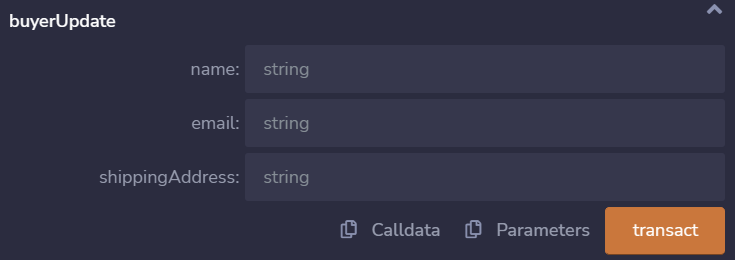 buyerUpdate
name: string
email: string
shippingAddress: string
Calldata Parameters transact